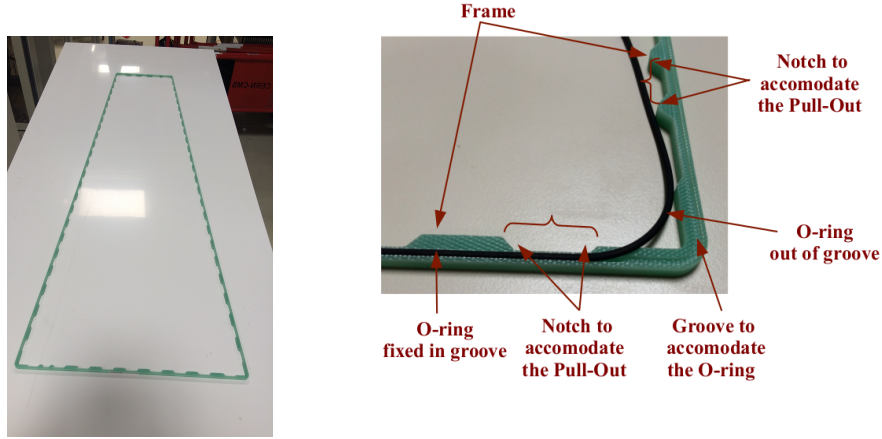 Frame
Notch to
accomodate
the Pull-Out
O-ring
out of groove
O-ring
fixed in groove
Notch to
accomodate
the Pull-Out
Groove to
accomodate
the O-ring